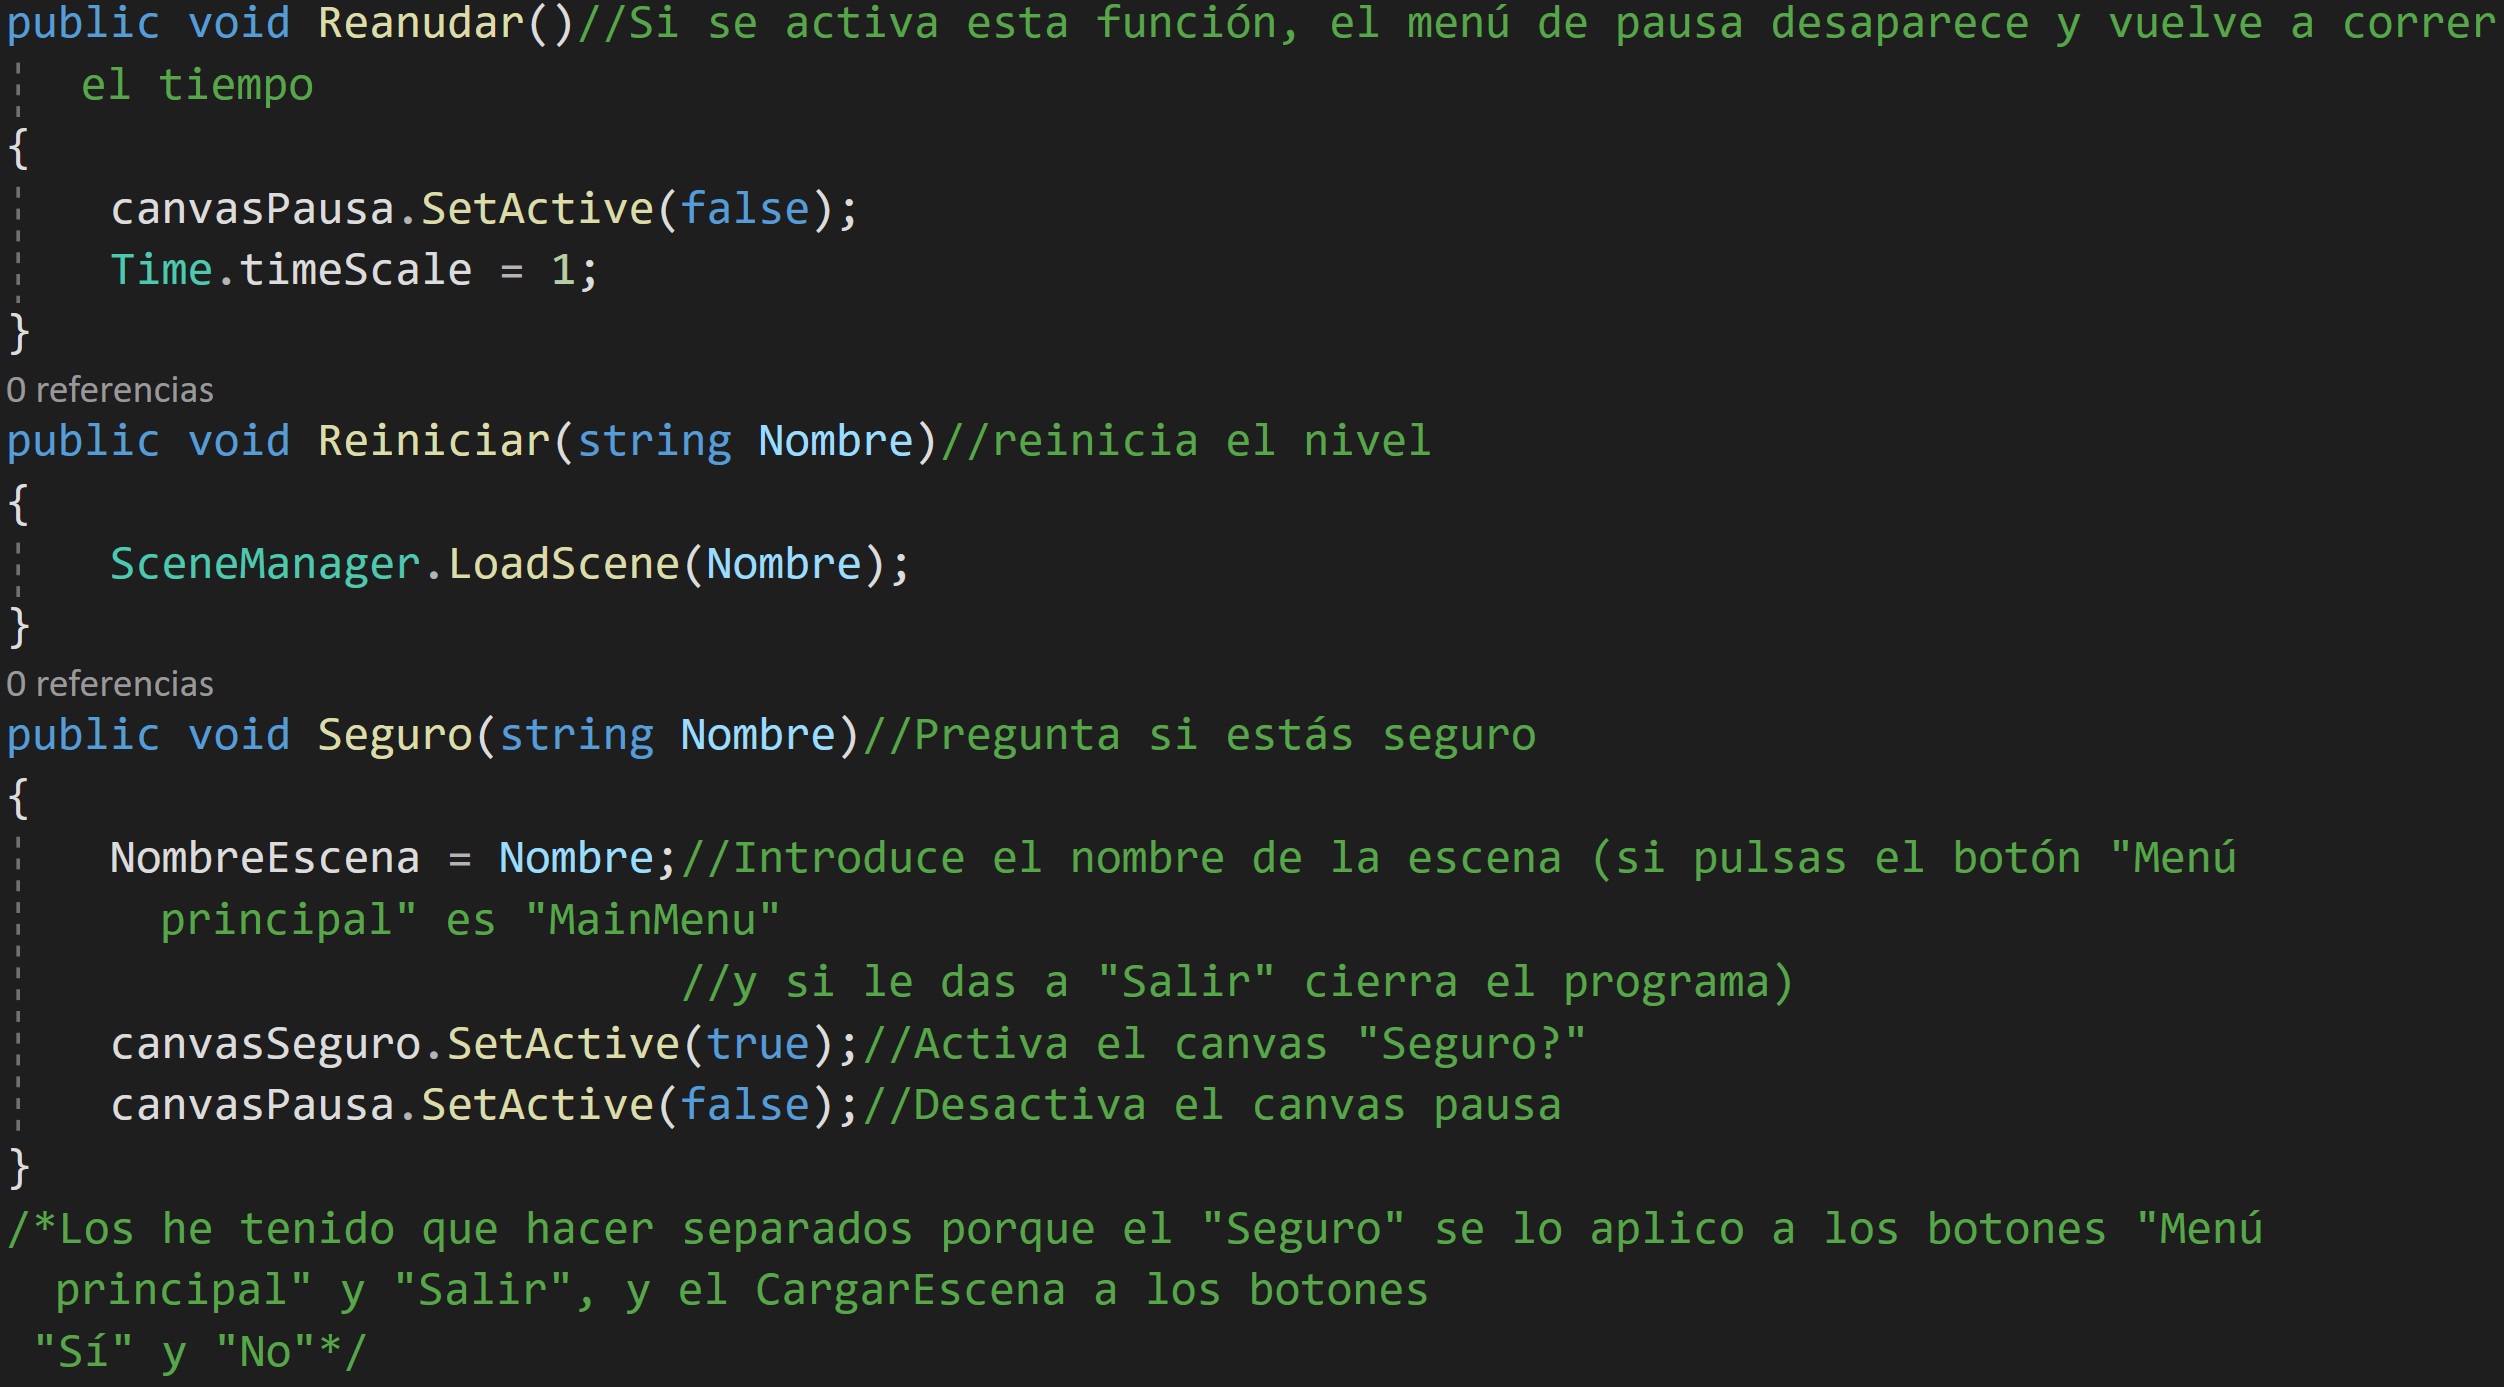 public void Reanudar()//Si se activa esta función, el menú de pausa desaparece y vuelve a correr
el tiempo
{
canvasPausa.SetActive(false);
Time.timeScale = 1;
}
0 referencias
public void Reiniciar(string Nombre)//reinicia el nivel
{
SceneManager.LoadScene(Nombre);
}
0 referencias
public void Seguro(string Nombre)//Pregunta si estás seguro
{
NombreEscena = Nombre;//Introduce el nombre de la escena (si pulsas el botón "Menú
principal" es "MainMenu"
//y si le das a "Salir" cierra el programa)
canvasSeguro.SetActive(true);//Activa el canvas "Seguro?"
canvasPausa.SetActive(false);//Desactiva el canvas pausa
}
/*Los he tenido que hacer separados porque el "Seguro" se lo aplico a los botones "Menú
principal" y "Salir", y el CargarEscena a los botones
"Sí" y "No"*/